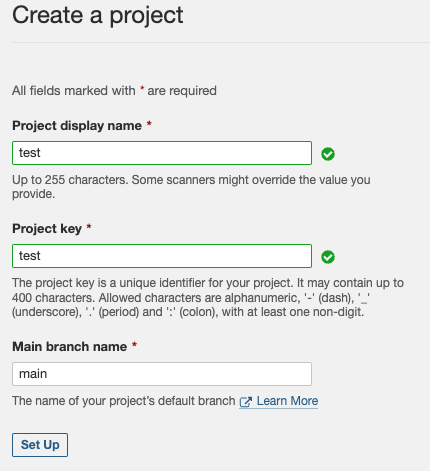 Create a project
All fields marked with * are required
Project display name *
test
Up to 255 characters. Some scanners might override the value you
provide.
Project key *
test
The project key is a unique identifier for your project. It may contain up to
400 characters. Allowed characters are alphanumeric, '-' (dash), '_'
(underscore), '.' (period) and ':' (colon), with at least one non-digit.
Main branch name *
main
The name of your project's default branch Learn More
Set Up